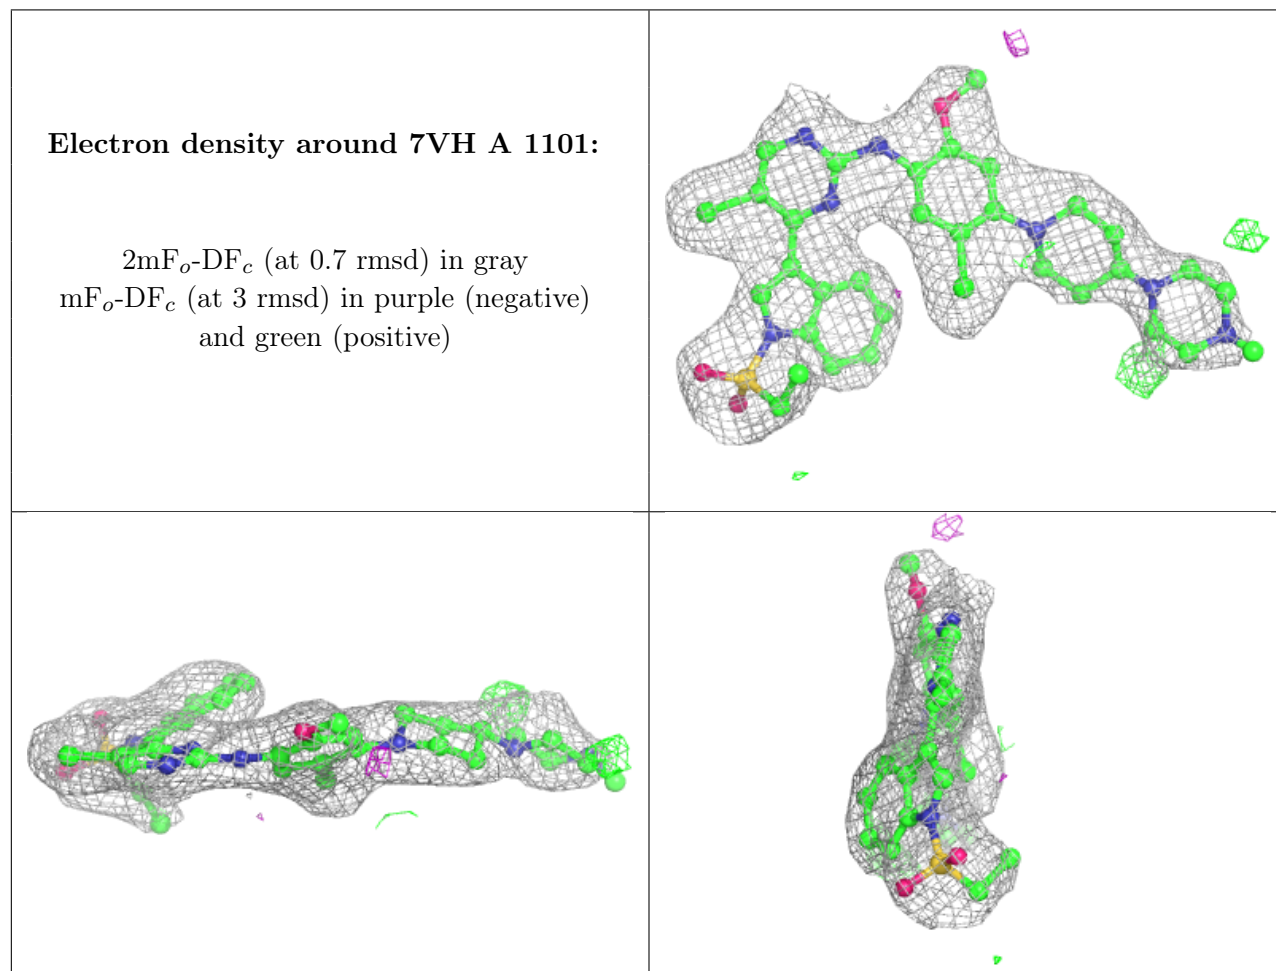 Electron density around 7VH A 1101:
2mFₒ-DF𝒸 (at 0.7 rmsd) in gray
mFₒ-DF𝒸 (at 3 rmsd) in purple (negative)
and green (positive)